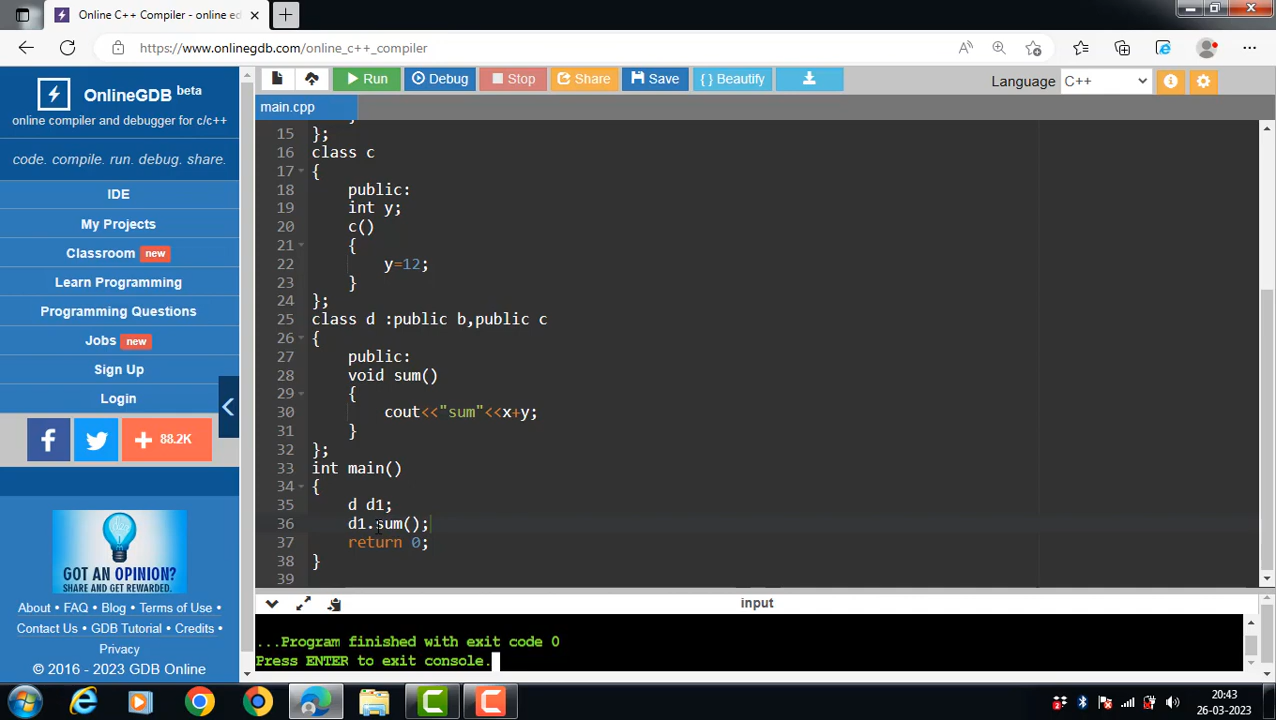 Online C++ Compiler - online ed
https://www.onlinegdb.com/online_c++_compiler
OnlineGDB beta
online compiler and debugger for c/c++
code. compile. run. debug. share.
IDE
My Projects
Classroom new
Learn Programming
Programming Questions
Jobs new
Sign Up
Login
88.2K
GOT AN OPINION?
SHARE AND GET REWARDED.
About • FAQ • Blog • Terms of Use •
Contact Us • GDB Tutorial • Credits •
Privacy
© 2016 - 2023 GDB Online
Run
Debug
Stop
Share
Save
{ } Beautify
Language C++
main.cpp
15 };
16 class c
17 {
18 public:
19 int y;
20 c()
21 {
22 y=12;
23 }
24 };
25 class d :public b,public c
26 {
27 public:
28 void sum()
29 {
30 cout<<"sum"<<x+y;
31 }
32 };
33 int main()
34 {
35 d d1;
36 d1.sum();
37 return 0;
38 }
39
input
...Program finished with exit code 0
Press ENTER to exit console.
20:43
26-03-2023